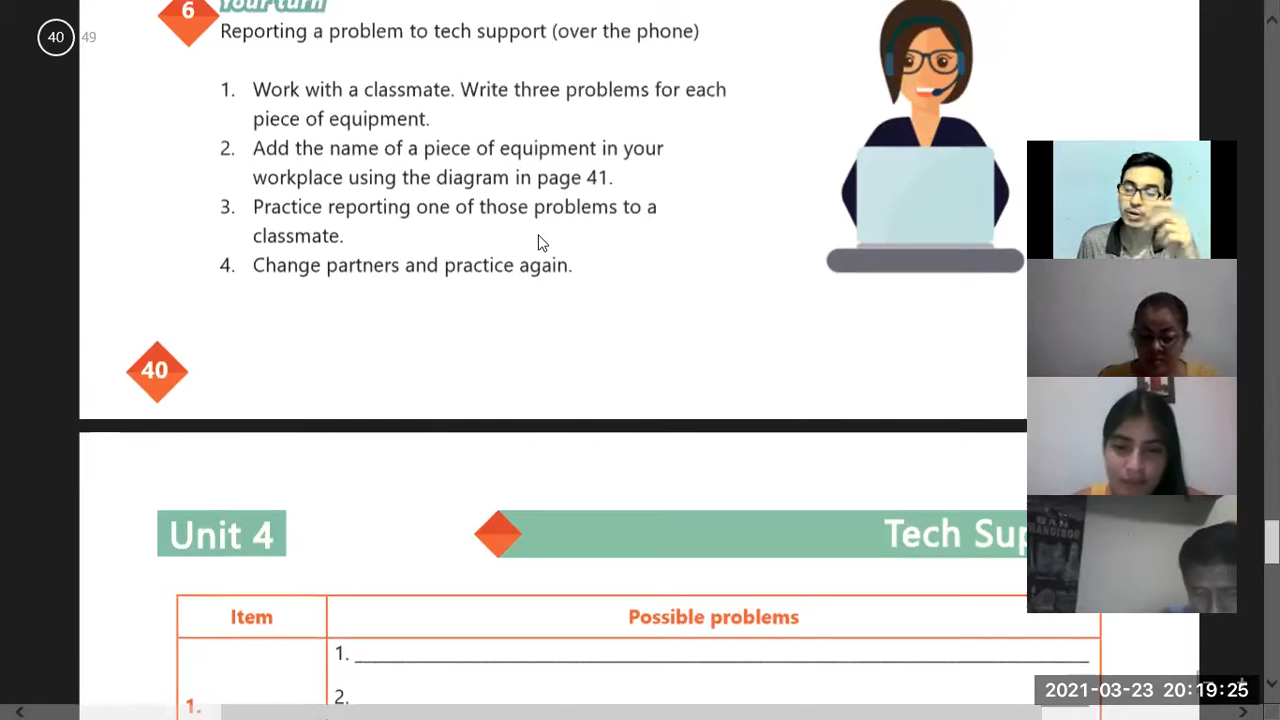 40 49
6 Your turn
Reporting a problem to tech support (over the phone)
1. Work with a classmate. Write three problems for each
piece of equipment.
2. Add the name of a piece of equipment in your
workplace using the diagram in page 41.
3. Practice reporting one of those problems to a
classmate.
4. Change partners and practice again.
40
Unit 4
Tech Sup
Item
Possible problems
1.
2.
1.
2021-03-23 20:19:25